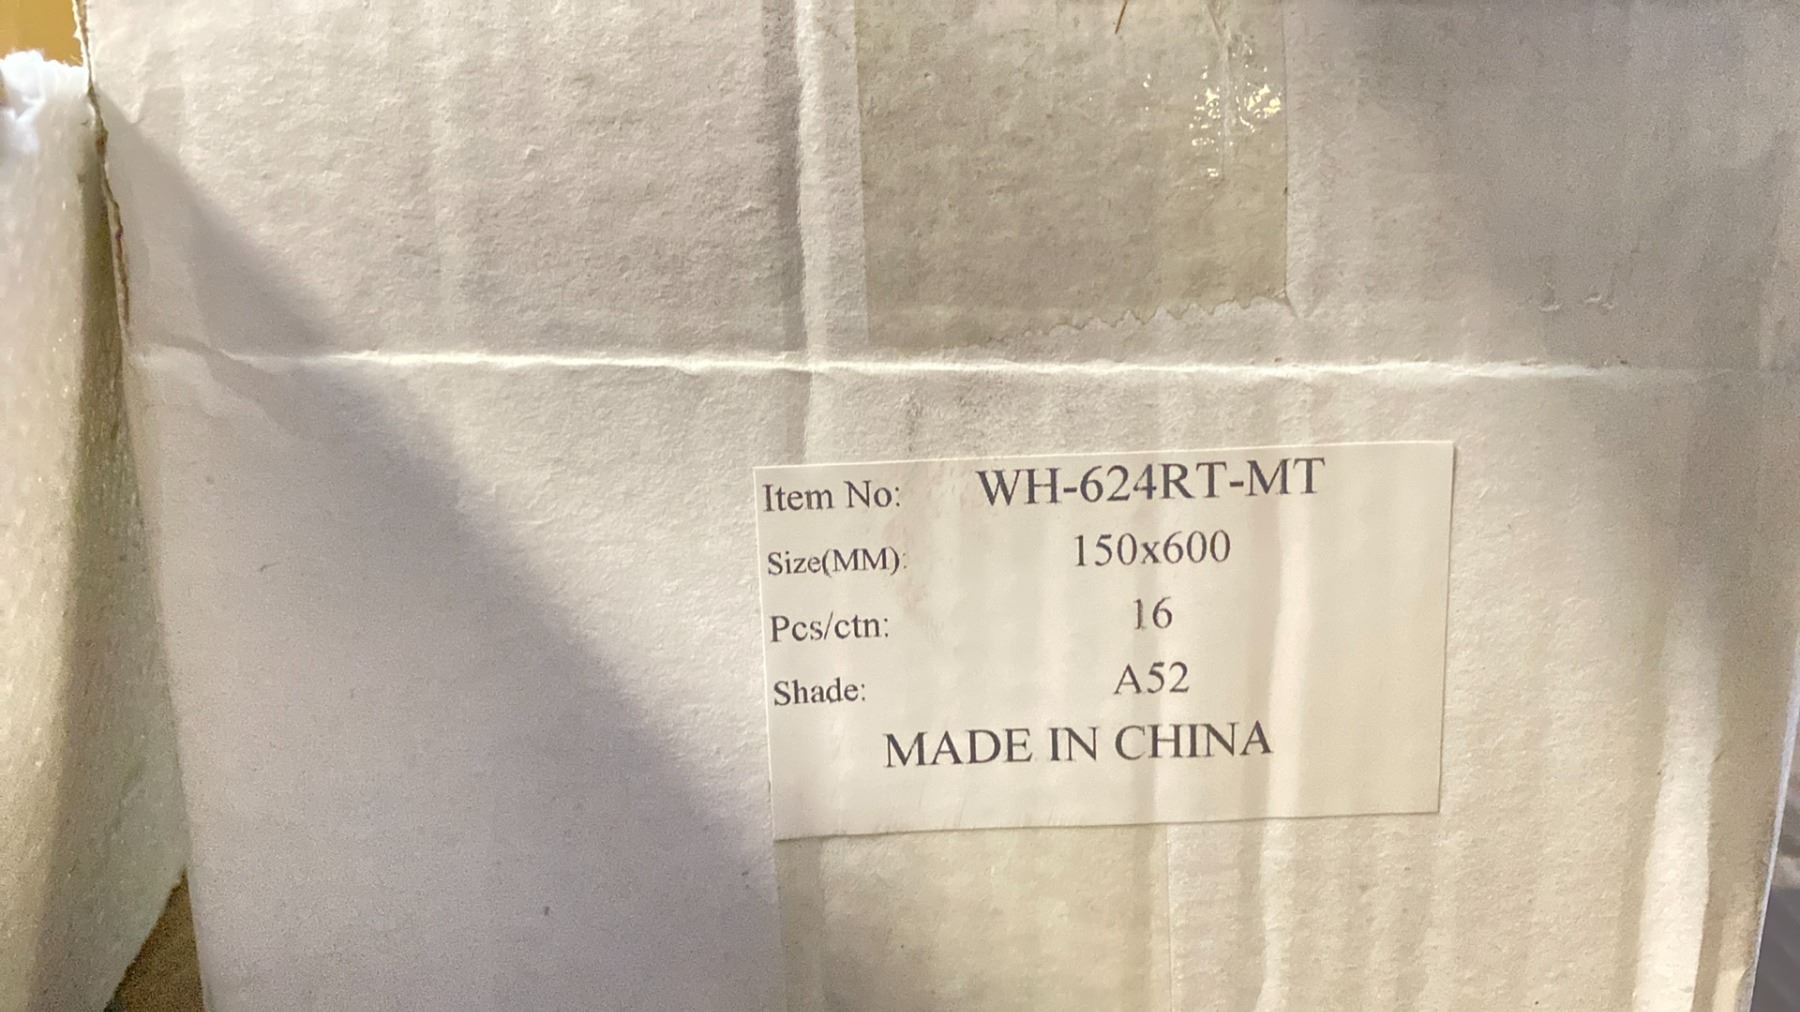 Item No: WH-624RT-MT
Size(MM): 150x600
Pcs/ctn: 16
Shade: A52
MADE IN CHINA